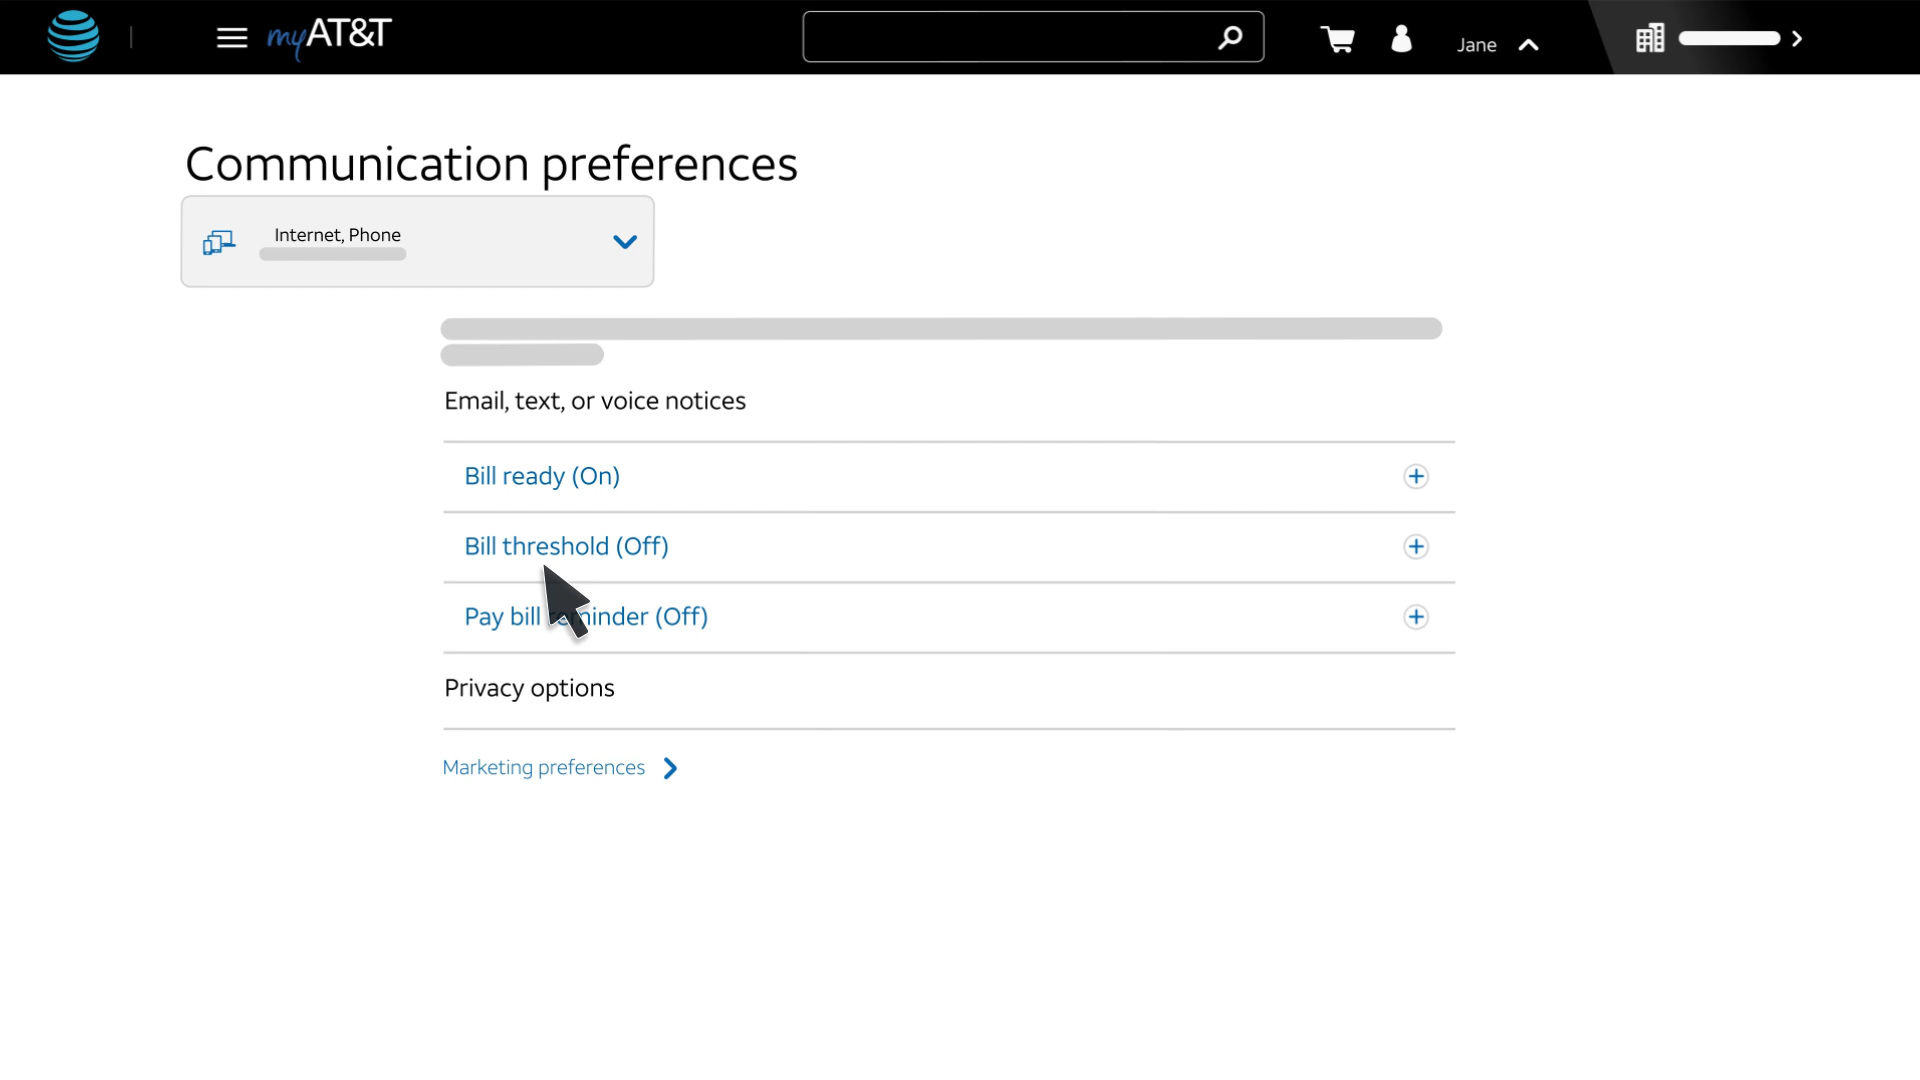 myAT&T
Jane
Communication preferences
Internet, Phone
Email, text, or voice notices
Bill ready (On)
Bill threshold (Off)
Pay bill reminder (Off)
Privacy options
Marketing preferences